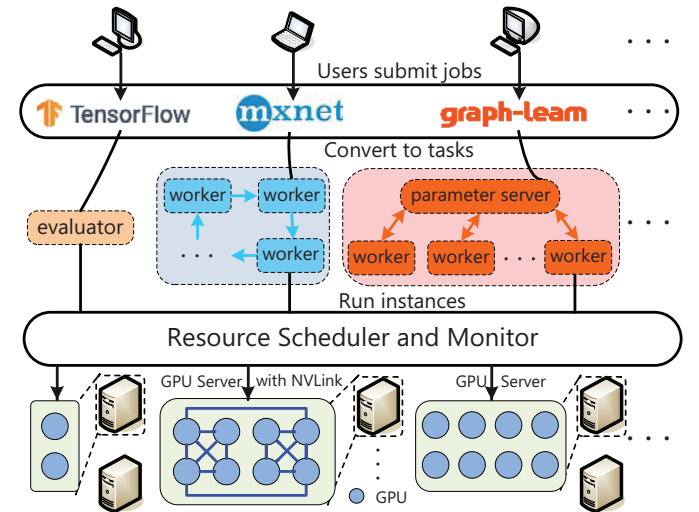 Users submit jobs
TensorFlow mxnet graph-learn
Convert to tasks
worker worker parameter server
evaluator
worker worker worker worker
Run instances
Resource Scheduler and Monitor
GPU Server with NVLink GPU Server
GPU